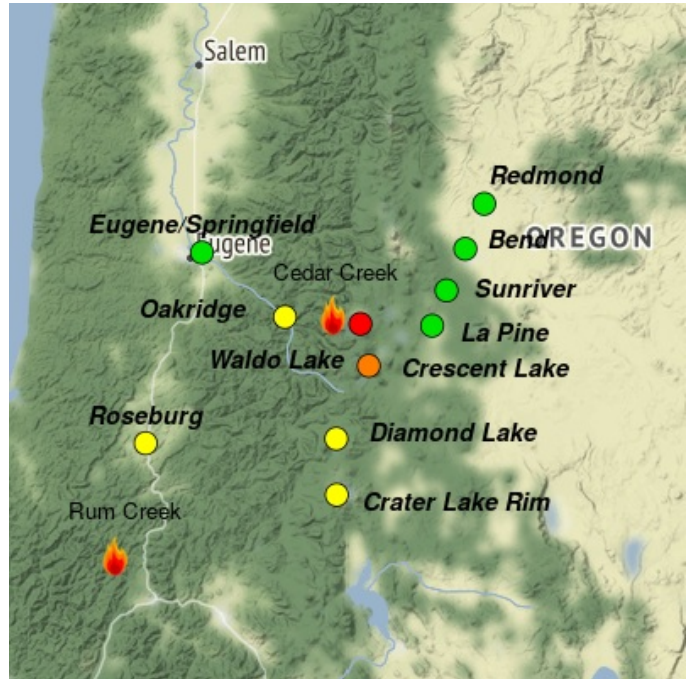 Salem
Redmond
Eugene/Springfield
Bend
OREGON
Eugene
Cedar Creek
Sunriver
Oakridge
La Pine
Waldo Lake
Crescent Lake
Roseburg
Diamond Lake
Crater Lake Rim
Rum Creek